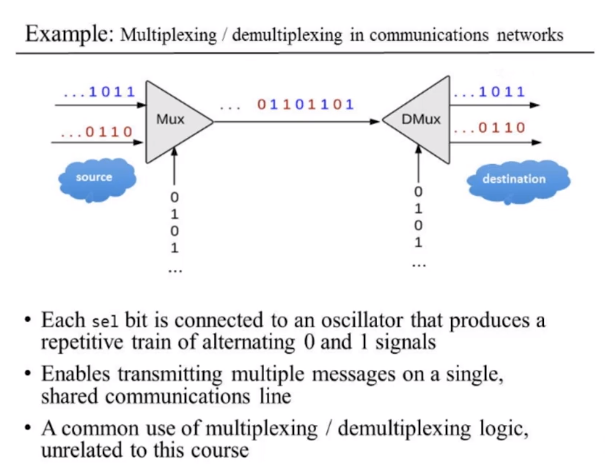 Example: Multiplexing / demultiplexing in communications networks
...1011
...0110
Mux
source
0
1
0
1
...
... 01101101
DMux
...1011
...0110
destination
0
1
0
1
...
• Each sel bit is connected to an oscillator that produces a
repetitive train of alternating 0 and 1 signals
• Enables transmitting multiple messages on a single,
shared communications line
• A common use of multiplexing / demultiplexing logic,
unrelated to this course